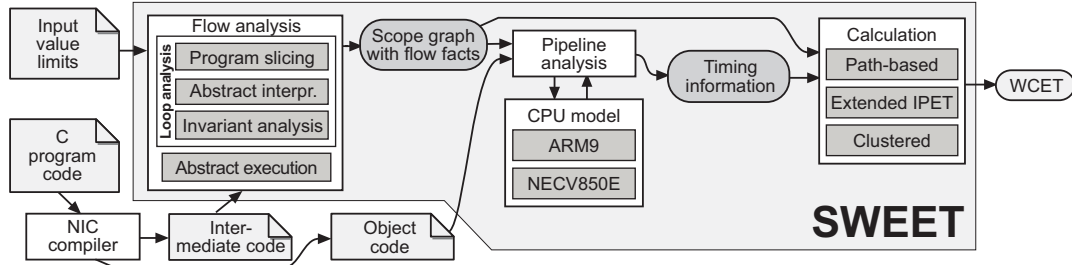 Input
value
limits
Flow analysis
Loop analysis
Program slicing
Abstract interpr.
Invariant analysis
Abstract execution
Scope graph
with flow facts
Pipeline
analysis
CPU model
ARM9
NECV850E
Timing
information
Calculation
Path-based
Extended IPET
Clustered
WCET
C
program
code
NIC
compiler
Inter-
mediate code
Object
code
SWEET